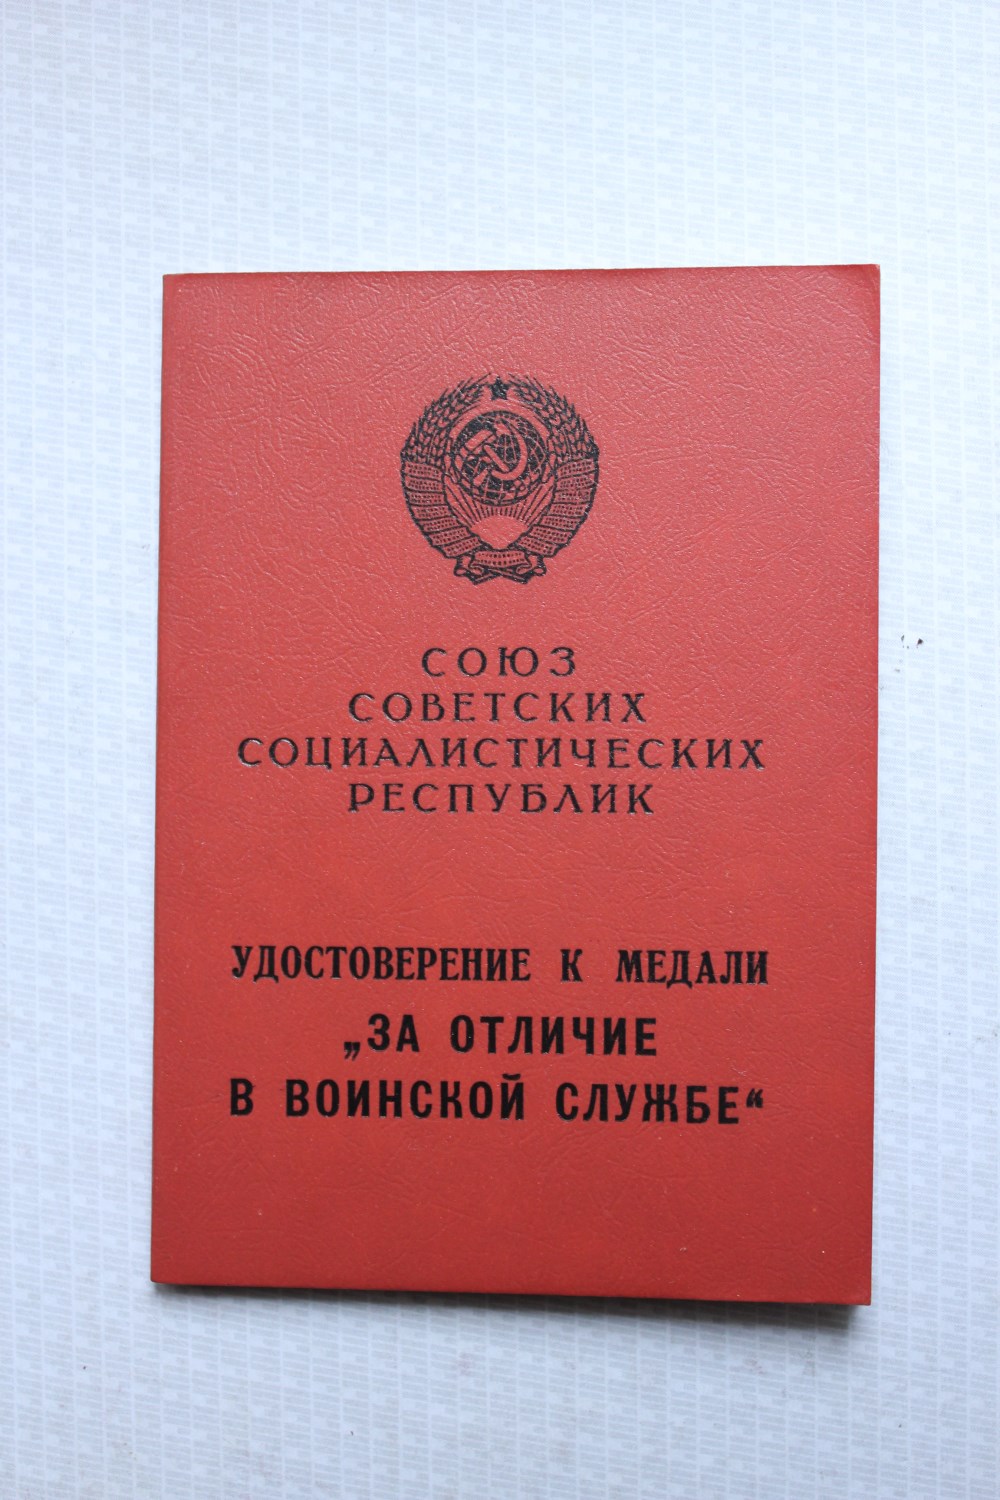 СОЮЗ
СОВЕТСКИХ
СОЦИАЛИСТИЧЕСКИХ
РЕСПУБЛИК
УДОСТОВЕРЕНИЕ К МЕДАЛИ
„ЗА ОТЛИЧИЕ
В ВОИНСКОЙ СЛУЖБЕ“